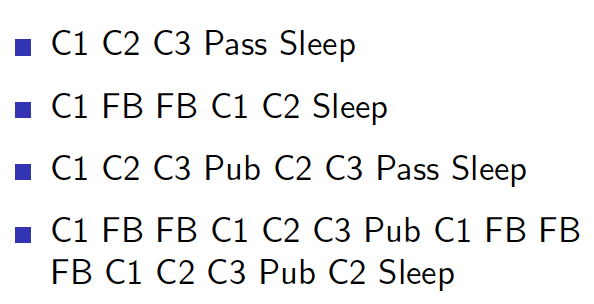 C1 C2 C3 Pass Sleep
C1 FB FB C1 C2 Sleep
C1 C2 C3 Pub C2 C3 Pass Sleep
C1 FB FB C1 C2 C3 Pub C1 FB FB
FB C1 C2 C3 Pub C2 Sleep